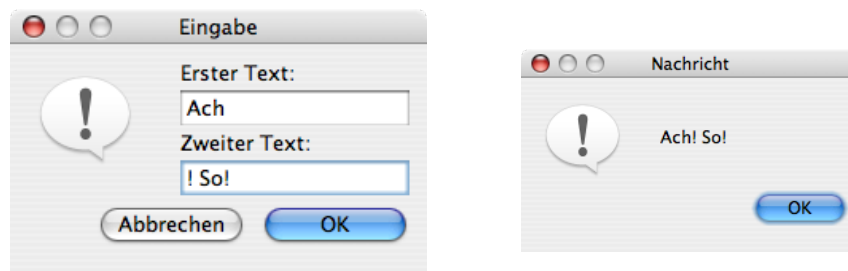 Eingabe
Erster Text:
Ach
Zweiter Text:
! So!
Abbrechen
OK
Nachricht
Ach! So!
OK